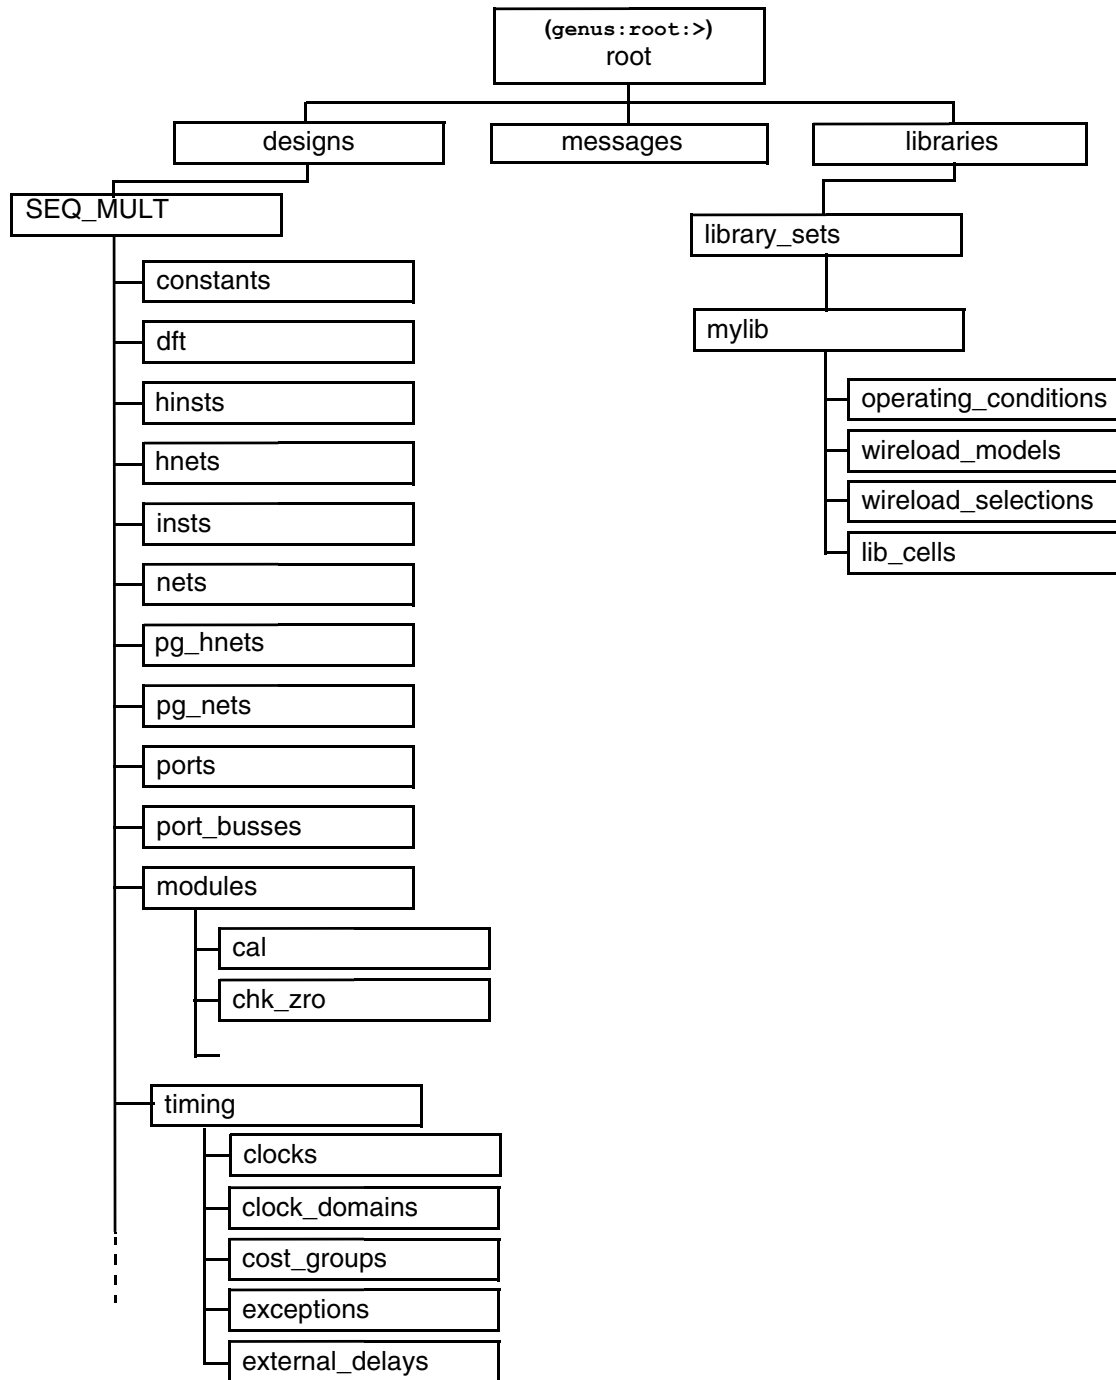 (genus:root:>)
root
designs
messages
libraries
SEQ_MULT
library_sets
constants
mylib
dft
hinsts
operating_conditions
hnets
wireload_models
insts
wireload_selections
nets
lib_cells
pg_hnets
pg_nets
ports
port_busses
modules
cal
chk_zro
timing
clocks
clock_domains
cost_groups
exceptions
external_delays